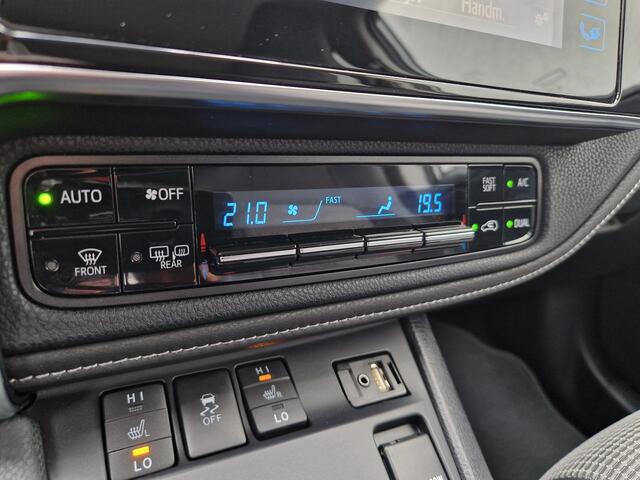 Handm.
AUTO
OFF
21.0
FAST
19.5
FAST
SOFT
A/C
FRONT
REAR
DUAL
HI
L
LO
OFF
HI
R
LO